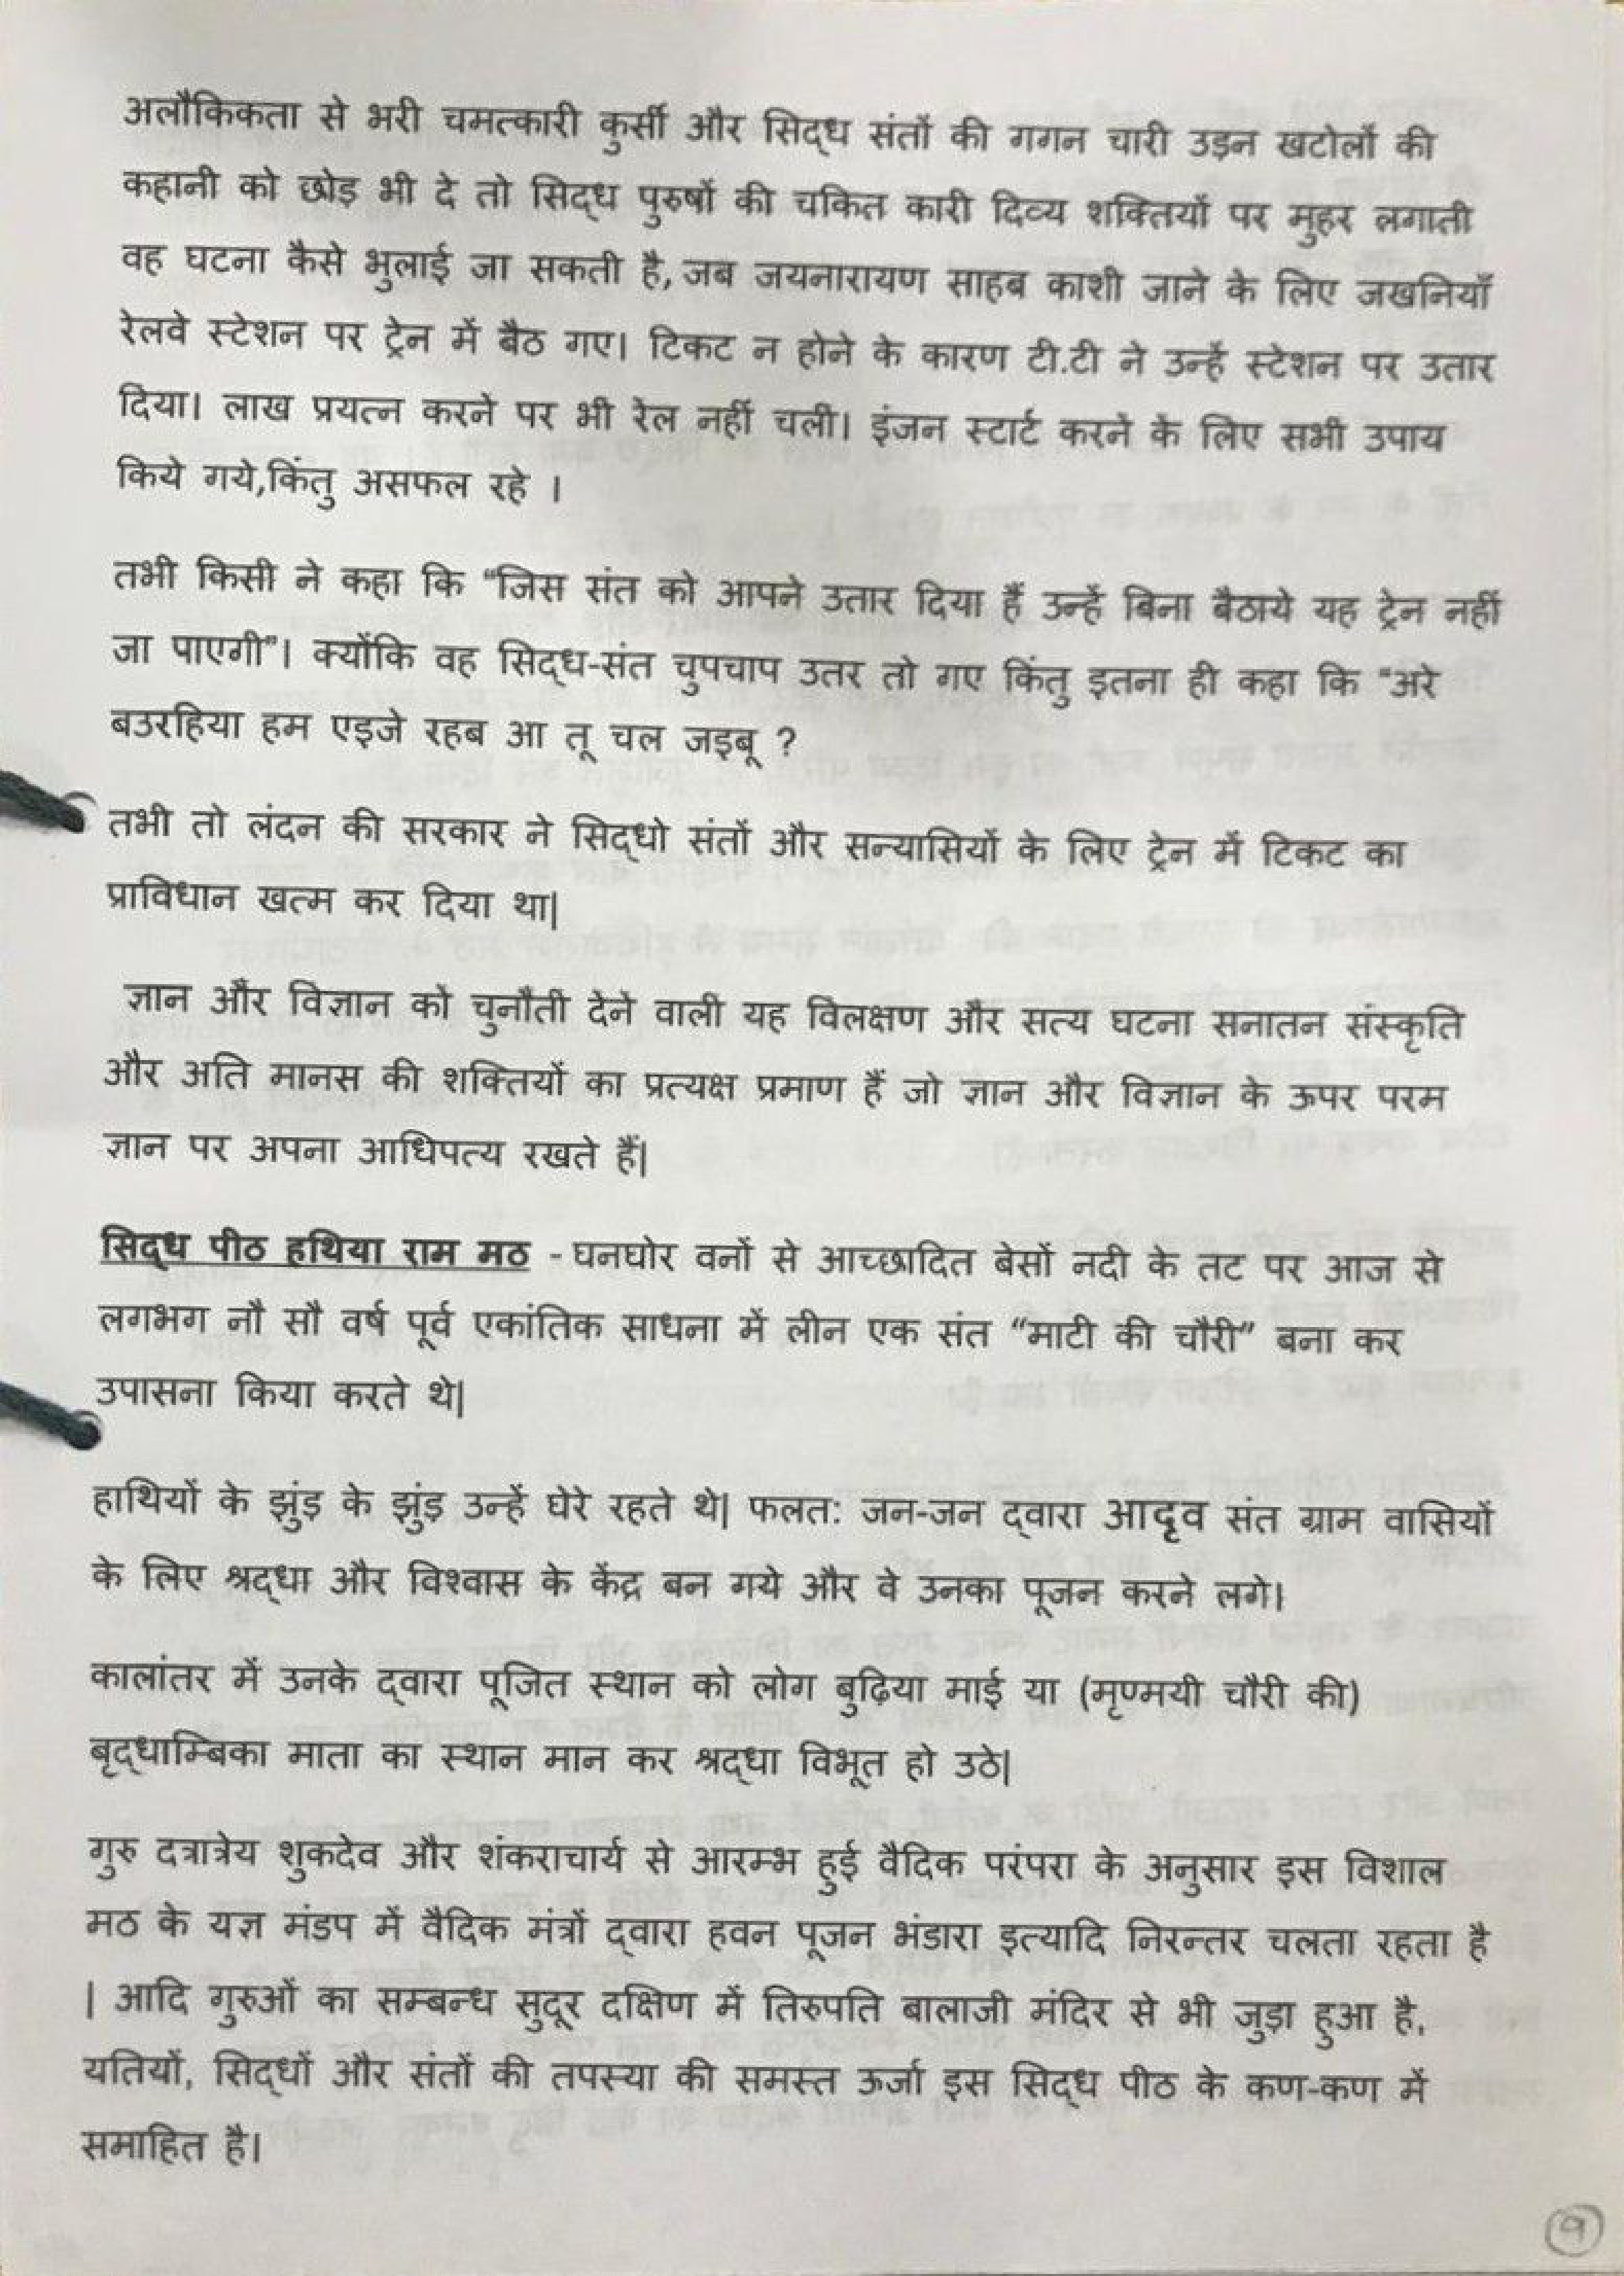 अलौकिकता से भरी चमत्कारी कुर्सी और सिद्ध संतों की गगन चारी उड़न खटोलों की
कहानी को छोड़ भी दे तो सिद्ध पुरुषों की चकित कारी दिव्य शक्तियों पर मुहर लगाती
वह घटना कैसे भुलाई जा सकती है, जब जयनारायण साहब काशी जाने के लिए जखनियाँ
रेलवे स्टेशन पर ट्रेन में बैठ गए। टिकट न होने के कारण टी.टी ने उन्हें स्टेशन पर उतार
दिया। लाख प्रयत्न करने पर भी रेल नहीं चली। इंजन स्टार्ट करने के लिए सभी उपाय
किये गये,किंतु असफल रहे ।
तभी किसी ने कहा कि "जिस संत को आपने उतार दिया हैं उन्हें बिना बैठाये यह ट्रेन नहीं
जा पाएगी"। क्योंकि वह सिद्ध-संत चुपचाप उतर तो गए किंतु इतना ही कहा कि "अरे
बउरहिया हम एइजे रहब आ तू चल जइबू ?
तभी तो लंदन की सरकार ने सिद्धो संतों और सन्यासियों के लिए ट्रेन में टिकट का
प्राविधान खत्म कर दिया था|
ज्ञान और विज्ञान को चुनौती देने वाली यह विलक्षण और सत्य घटना सनातन संस्कृति
और अति मानस की शक्तियों का प्रत्यक्ष प्रमाण हैं जो ज्ञान और विज्ञान के ऊपर परम
ज्ञान पर अपना आधिपत्य रखते हैं|
सिद्ध पीठ हथिया राम मठ - घनघोर वनों से आच्छादित बेसों नदी के तट पर आज से
लगभग नौ सौ वर्ष पूर्व एकांतिक साधना में लीन एक संत "माटी की चौरी" बना कर
उपासना किया करते थे|
हाथियों के झुंड के झुंड उन्हें घेरे रहते थे| फलत: जन-जन द्वारा आदृव संत ग्राम वासियों
के लिए श्रद्धा और विश्वास के केंद्र बन गये और वे उनका पूजन करने लगे।
कालांतर में उनके द्वारा पूजित स्थान को लोग बुढ़िया माई या (मृण्मयी चौरी की)
बृद्धाम्बिका माता का स्थान मान कर श्रद्धा विभूत हो उठे|
गुरु दत्रात्रेय शुकदेव और शंकराचार्य से आरम्भ हुई वैदिक परंपरा के अनुसार इस विशाल
मठ के यज्ञ मंडप में वैदिक मंत्रों द्वारा हवन पूजन भंडारा इत्यादि निरन्तर चलता रहता है
| आदि गुरुओं का सम्बन्ध सुदूर दक्षिण में तिरुपति बालाजी मंदिर से भी जुड़ा हुआ है,
यतियों, सिद्धों और संतों की तपस्या की समस्त ऊर्जा इस सिद्ध पीठ के कण-कण में
समाहित है।